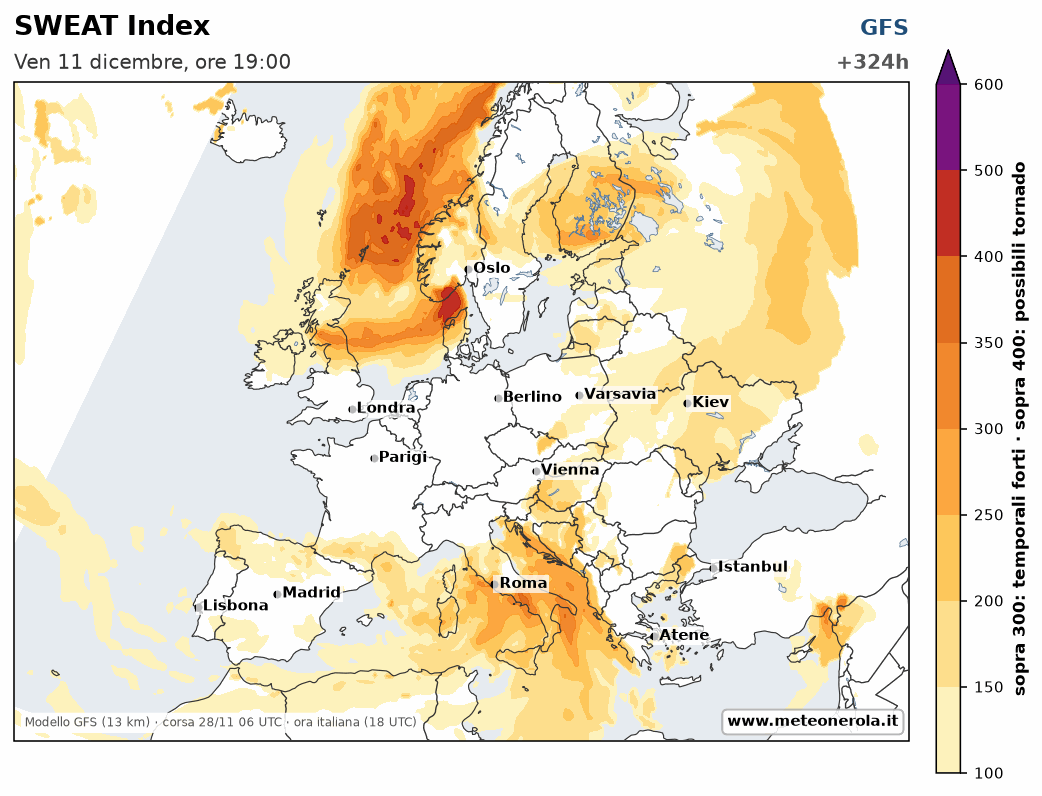 SWEAT Index
GFS
Ven 11 dicembre, ore 19:00
+324h
600
500
400
350
300
250
200
150
100
sopra 300: temporali forti · sopra 400: possibili tornado
Oslo
Berlino
Varsavia
Londra
Kiev
Parigi
Vienna
Istanbul
Roma
Madrid
Lisbona
Atene
Modello GFS (13 km) · corsa 28/11 06 UTC · ora italiana (18 UTC)
www.meteonerola.it